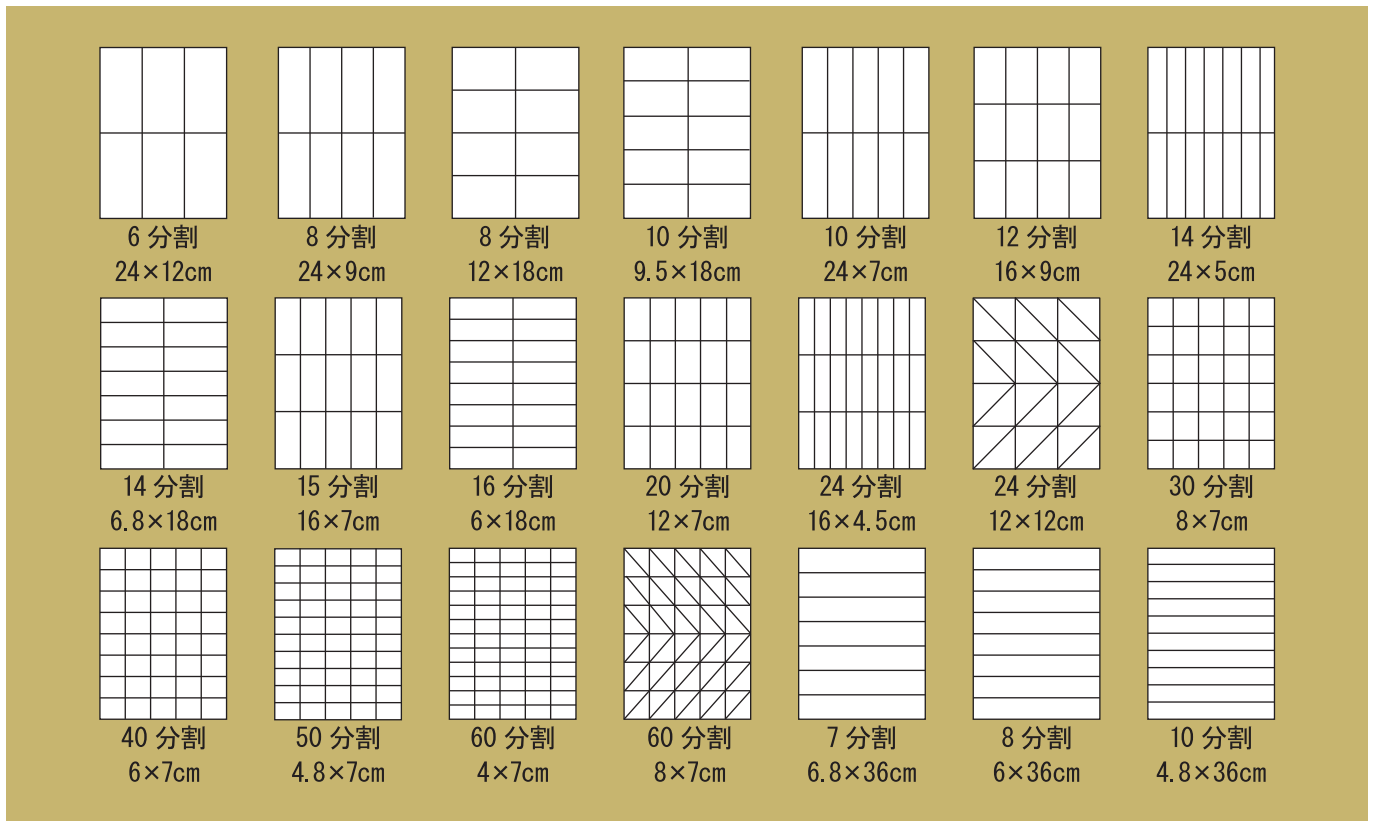 6 分割
24×12cm
8 分割
24×9cm
8 分割
12×18cm
10 分割
9.5×18cm
10 分割
24×7cm
12 分割
16×9cm
14 分割
24×5cm
14 分割
6.8×18cm
15 分割
16×7cm
16 分割
6×18cm
20 分割
12×7cm
24 分割
16×4.5cm
24 分割
12×12cm
30 分割
8×7cm
40 分割
6×7cm
50 分割
4.8×7cm
60 分割
4×7cm
60 分割
8×7cm
7 分割
6.8×36cm
8 分割
6×36cm
10 分割
4.8×36cm